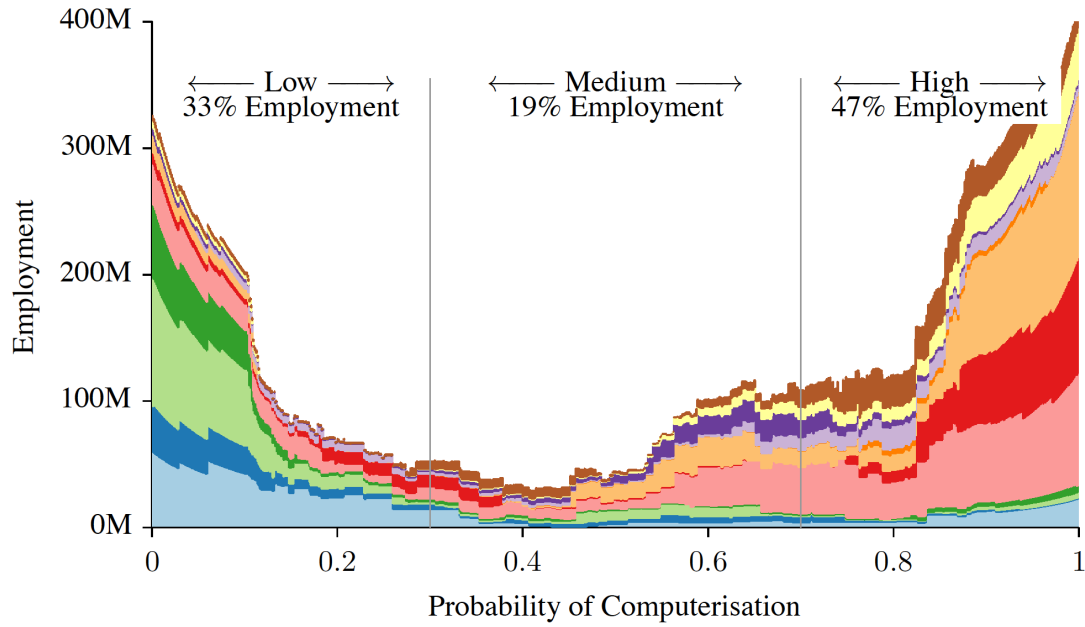 400M
300M
200M
100M
0M
Employment
←—— Low ——→
33% Employment
←—— Medium ——→
19% Employment
←—— High ——→
47% Employment
0 0.2 0.4 0.6 0.8 1
Probability of Computerisation